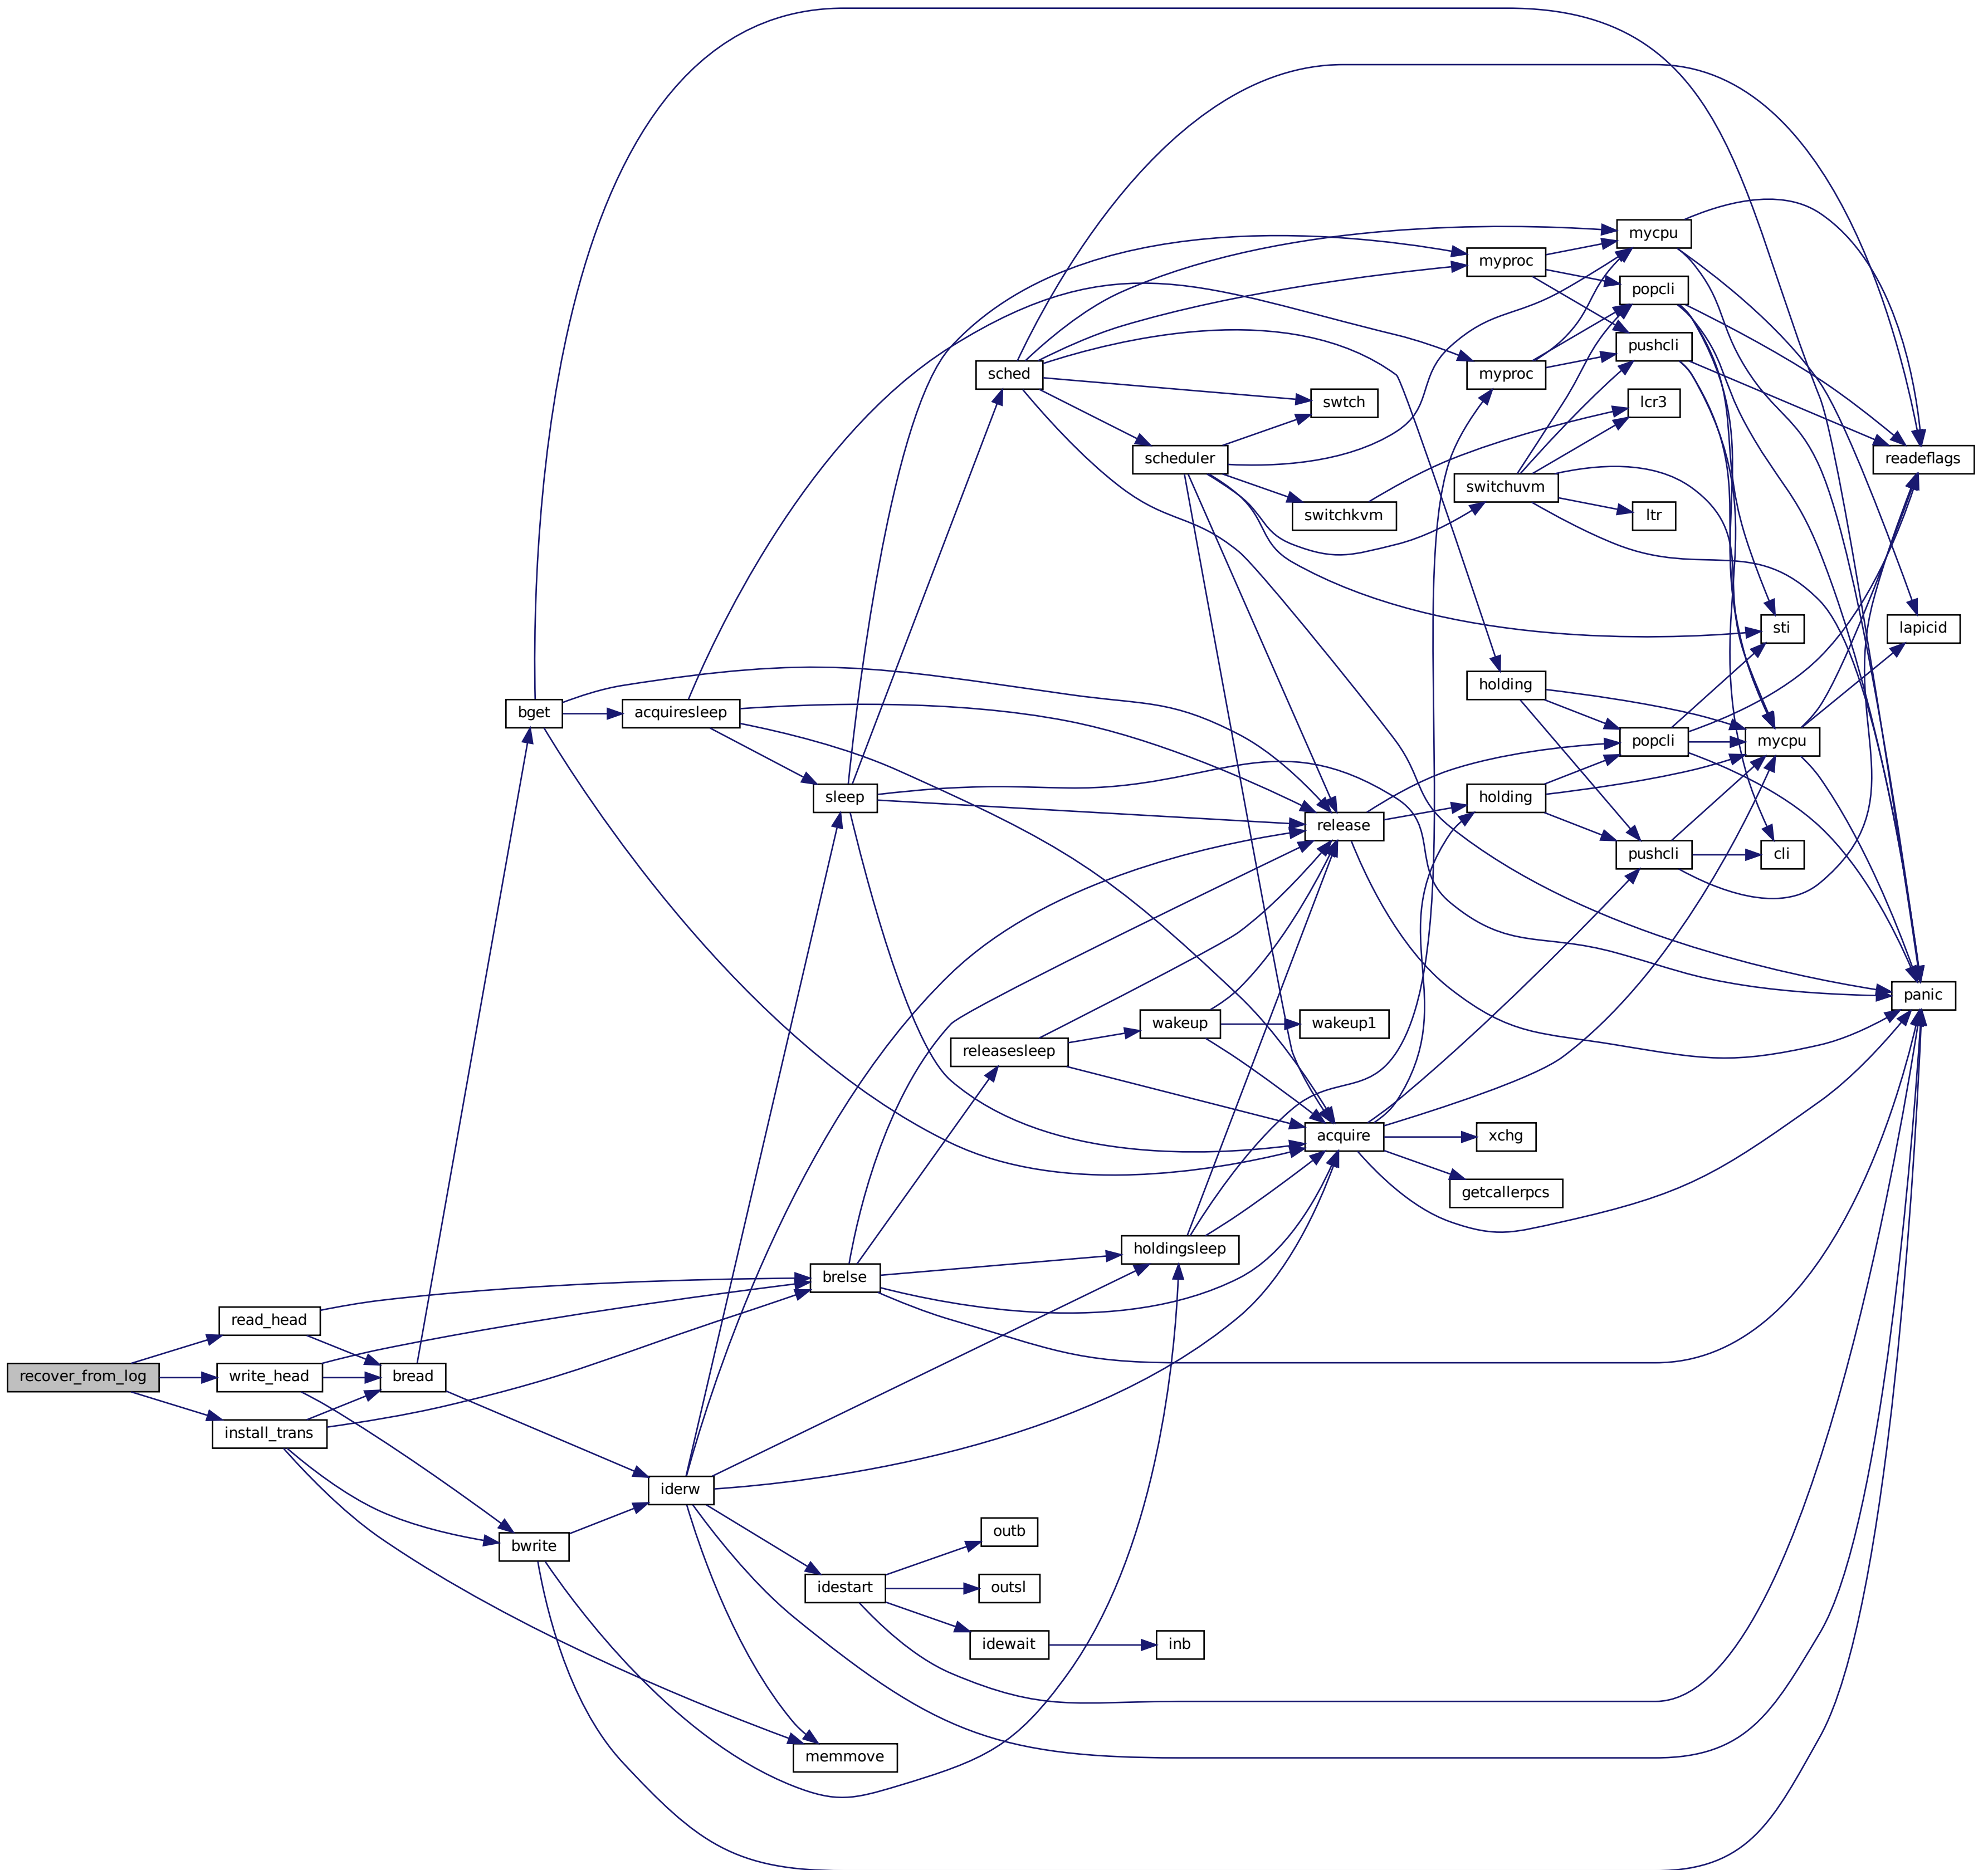 mycpu
myproc
popcli
pushcli
sched
myproc
swtch
lcr3
scheduler
readeflags
switchuvm
switchkvm
ltr
sti
lapicid
holding
bget
acquiresleep
popcli
mycpu
sleep
holding
release
pushcli
cli
panic
wakeup
wakeup1
releasesleep
acquire
xchg
getcallerpcs
holdingsleep
brelse
read_head
recover_from_log
write_head
bread
install_trans
iderw
outb
bwrite
idestart
outsl
idewait
inb
memmove